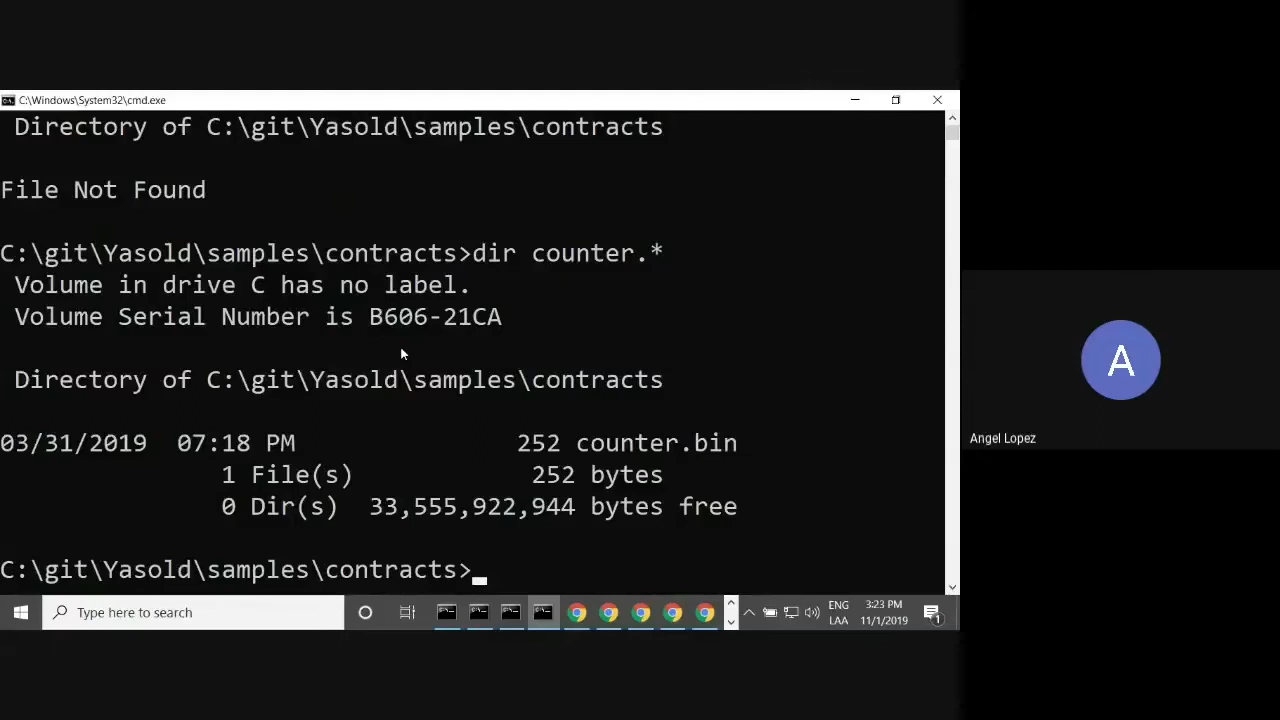 C:\Windows\System32\cmd.exe
Directory of C:\git\Yasold\samples\contracts
File Not Found
C:\git\Yasold\samples\contracts>dir counter.*
Volume in drive C has no label.
Volume Serial Number is B606-21CA
Directory of C:\git\Yasold\samples\contracts
03/31/2019  07:18 PM               252 counter.bin
1 File(s)            252 bytes
0 Dir(s)  33,555,922,944 bytes free
C:\git\Yasold\samples\contracts>
Type here to search
ENG
LAA
3:23 PM
11/1/2019
1
A
Angel Lopez